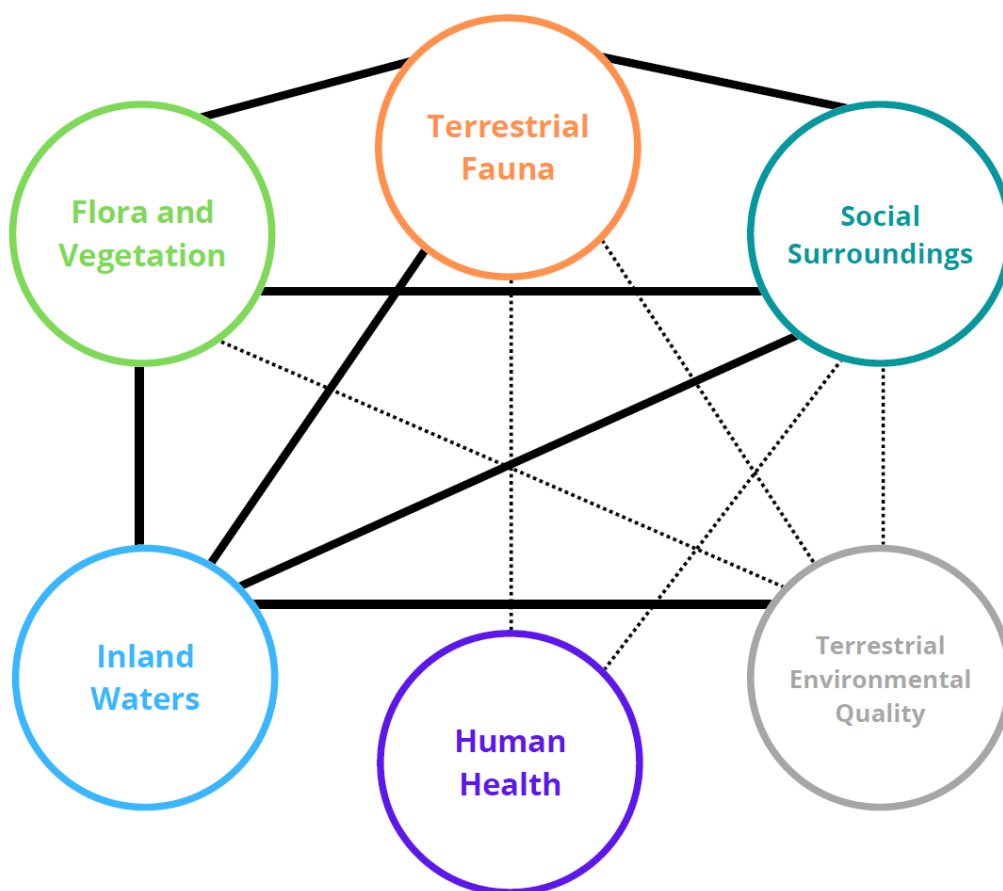 Terrestrial
Fauna
Flora and
Vegetation
Social
Surroundings
Inland
Waters
Human
Health
Terrestrial
Environmental
Quality